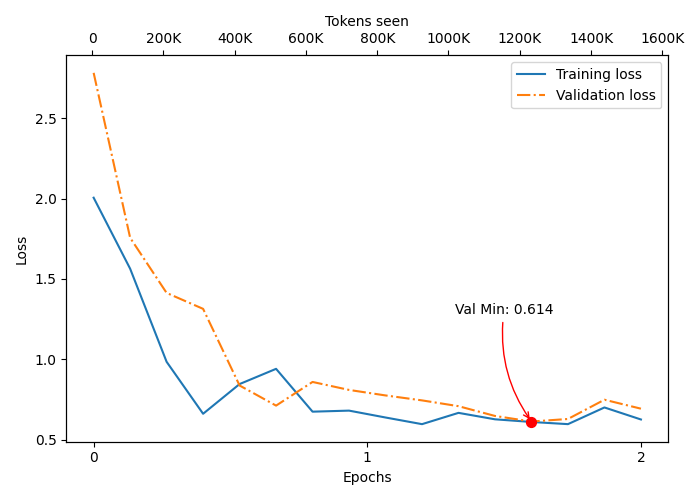 Tokens seen
0 200K 400K 600K 800K 1000K 1200K 1400K 1600K
Training loss
Validation loss
2.5
2.0
1.5
1.0
0.5
Loss
Val Min: 0.614
0 1 2
Epochs